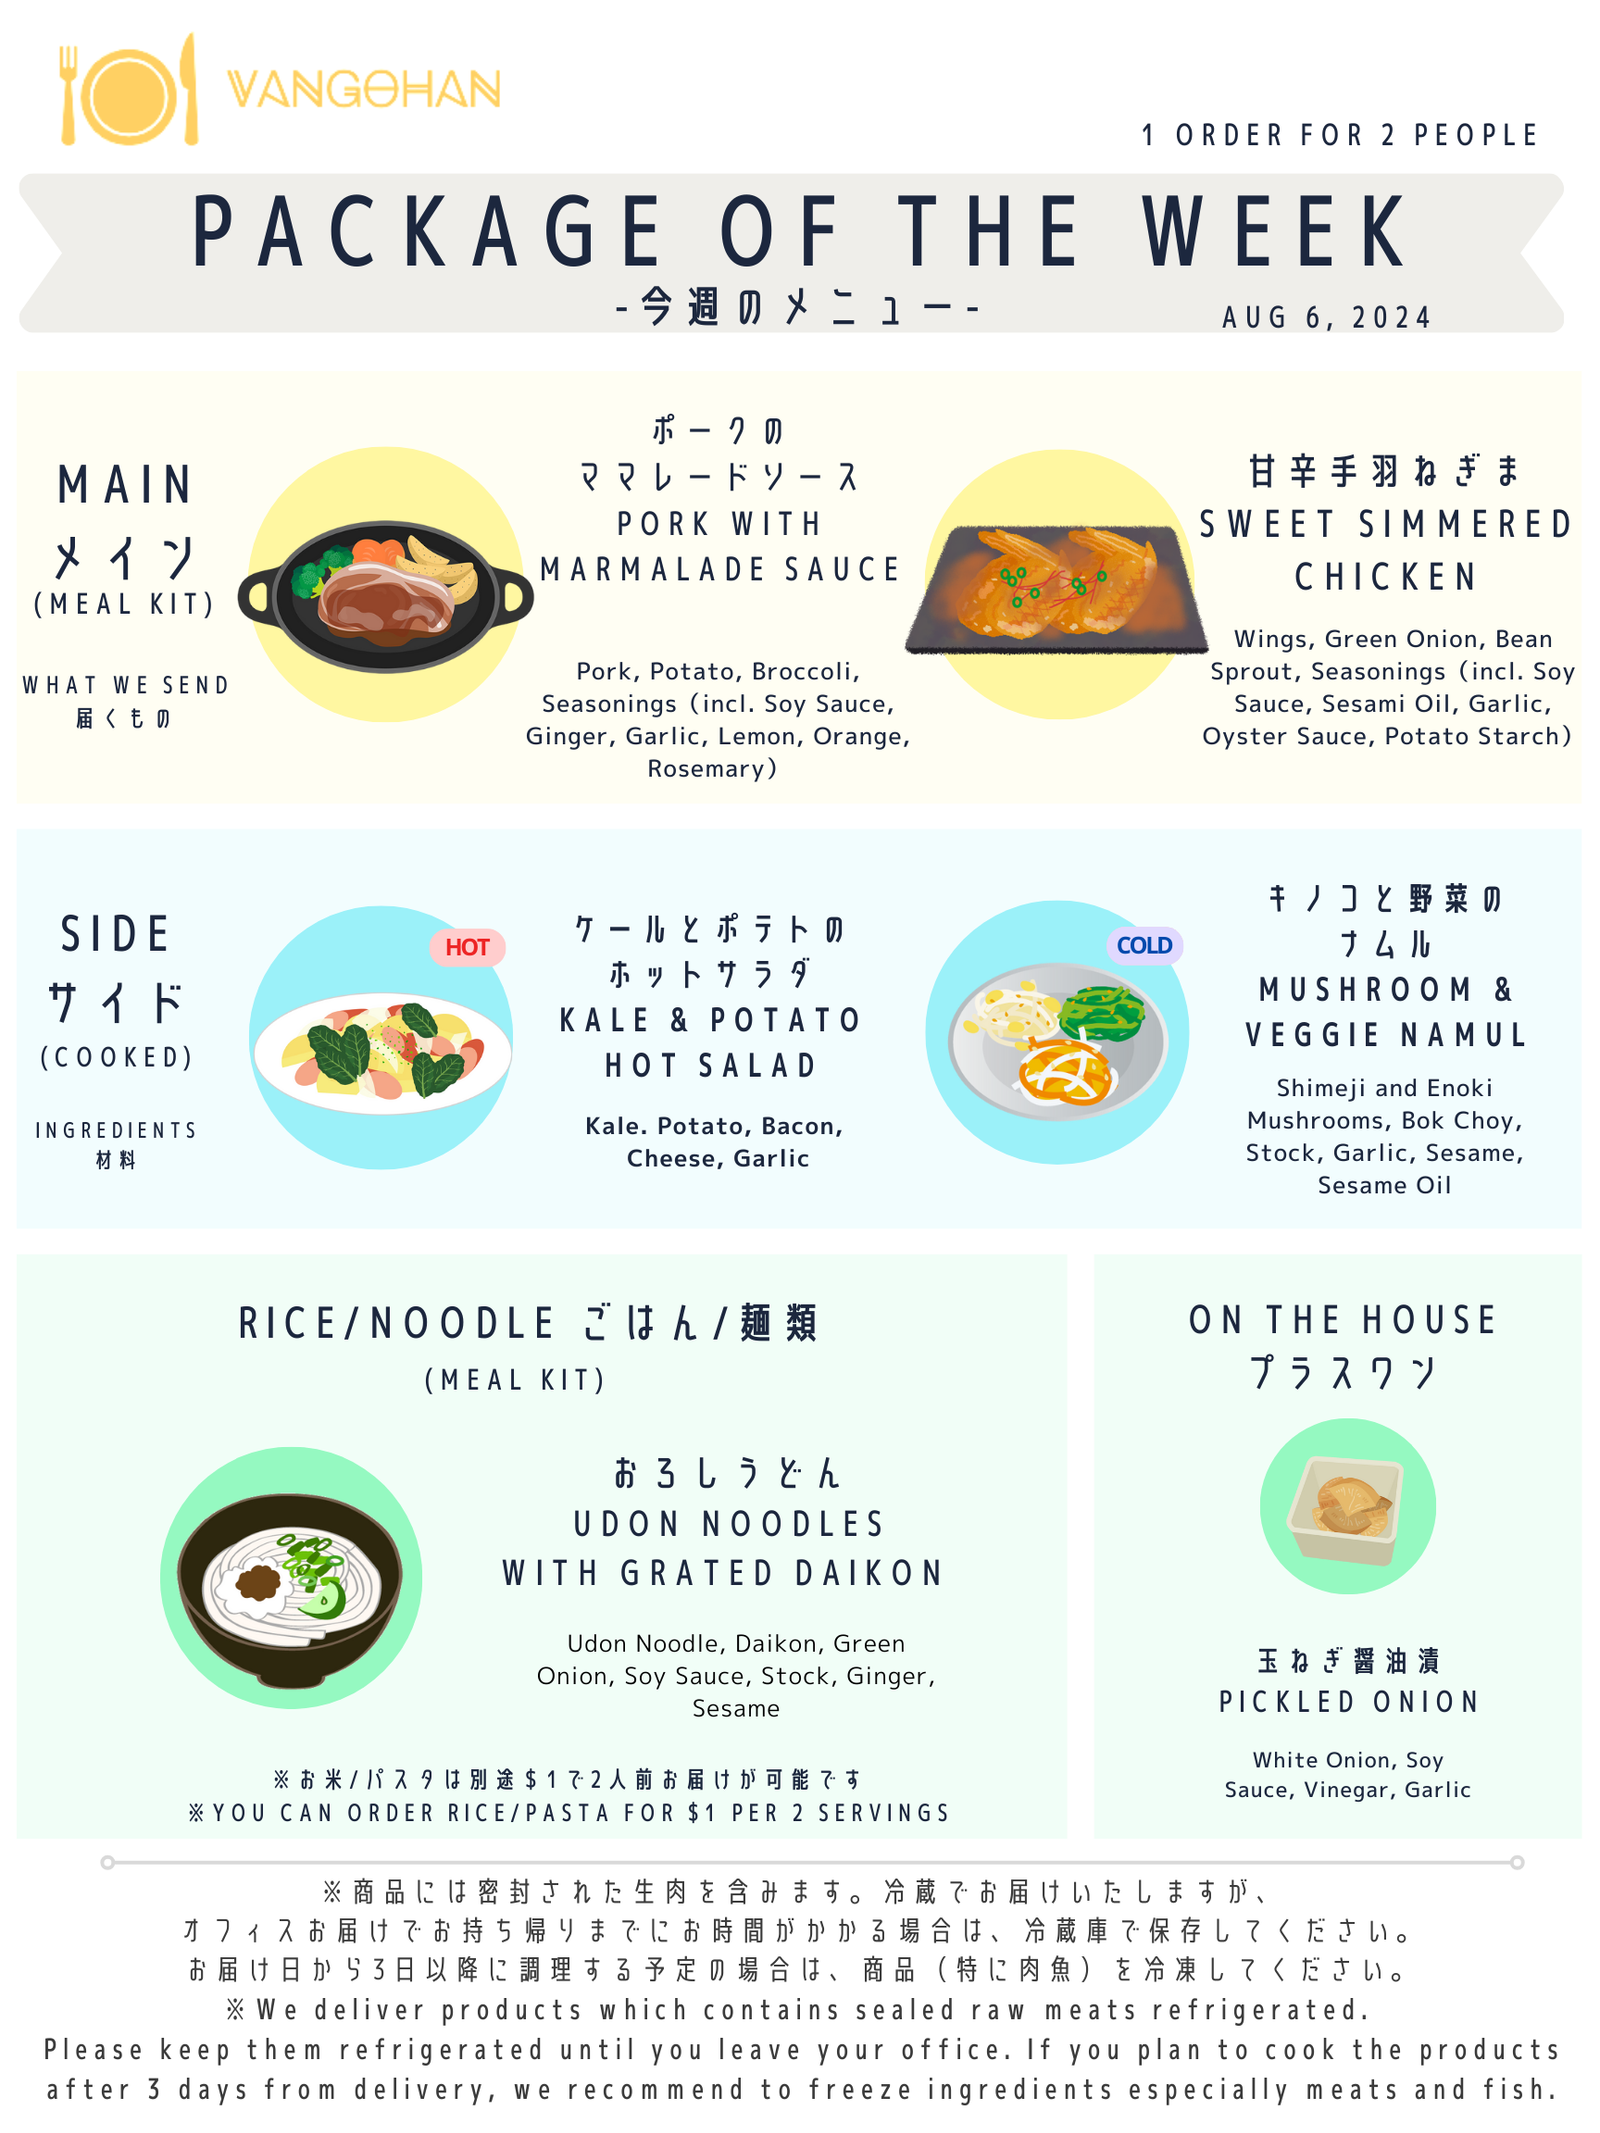 VANGOHAN
1 ORDER FOR 2 PEOPLE
PACKAGE OF THE WEEK
-今週のメニュー-
AUG 6, 2024
MAIN
メイン
(MEAL KIT)
WHAT WE SEND
届くもの
ポークの
ママレードソース
PORK WITH
MARMALADE SAUCE
Pork, Potato, Broccoli,
Seasonings (incl. Soy Sauce,
Ginger, Garlic, Lemon, Orange,
Rosemary)
甘辛手羽ねぎま
SWEET SIMMERED
CHICKEN
Wings, Green Onion, Bean
Sprout, Seasonings (incl. Soy
Sauce, Sesami Oil, Garlic,
Oyster Sauce, Potato Starch)
SIDE
サイド
(COOKED)
INGREDIENTS
材料
HOT
ケールとポテトの
ホットサラダ
KALE & POTATO
HOT SALAD
Kale. Potato, Bacon,
Cheese, Garlic
COLD
キノコと野菜の
ナムル
MUSHROOM &
VEGGIE NAMUL
Shimeji and Enoki
Mushrooms, Bok Choy,
Stock, Garlic, Sesame,
Sesame Oil
RICE/NOODLE ごはん/麺類
(MEAL KIT)
おろしうどん
UDON NOODLES
WITH GRATED DAIKON
Udon Noodle, Daikon, Green
Onion, Soy Sauce, Stock, Ginger,
Sesame
※お米/パスタは別途$1で2人前お届けが可能です
※YOU CAN ORDER RICE/PASTA FOR $1 PER 2 SERVINGS
ON THE HOUSE
プラスワン
玉ねぎ醤油漬
PICKLED ONION
White Onion, Soy
Sauce, Vinegar, Garlic
※商品には密封された生肉を含みます。冷蔵でお届けいたしますが、
オフィスお届けでお持ち帰りまでにお時間がかかる場合は、冷蔵庫で保存してください。
お届け日から3日以降に調理する予定の場合は、商品（特に肉魚）を冷凍してください。
※We deliver products which contains sealed raw meats refrigerated.
Please keep them refrigerated until you leave your office. If you plan to cook the products
after 3 days from delivery, we recommend to freeze ingredients especially meats and fish.